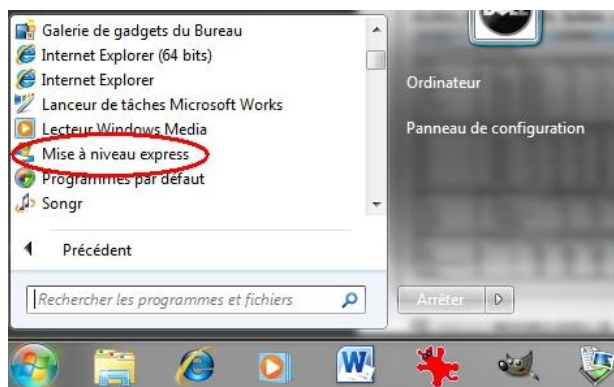 Galerie de gadgets du Bureau
Internet Explorer (64 bits)
Internet Explorer
Lanceur de tâches Microsoft Works
Lecteur Windows Media
Mise à niveau express
Programmes par défaut
Songr
Précédent
Rechercher les programmes et fichiers
DELL
Ordinateur
Panneau de configuration
Arrêter
W